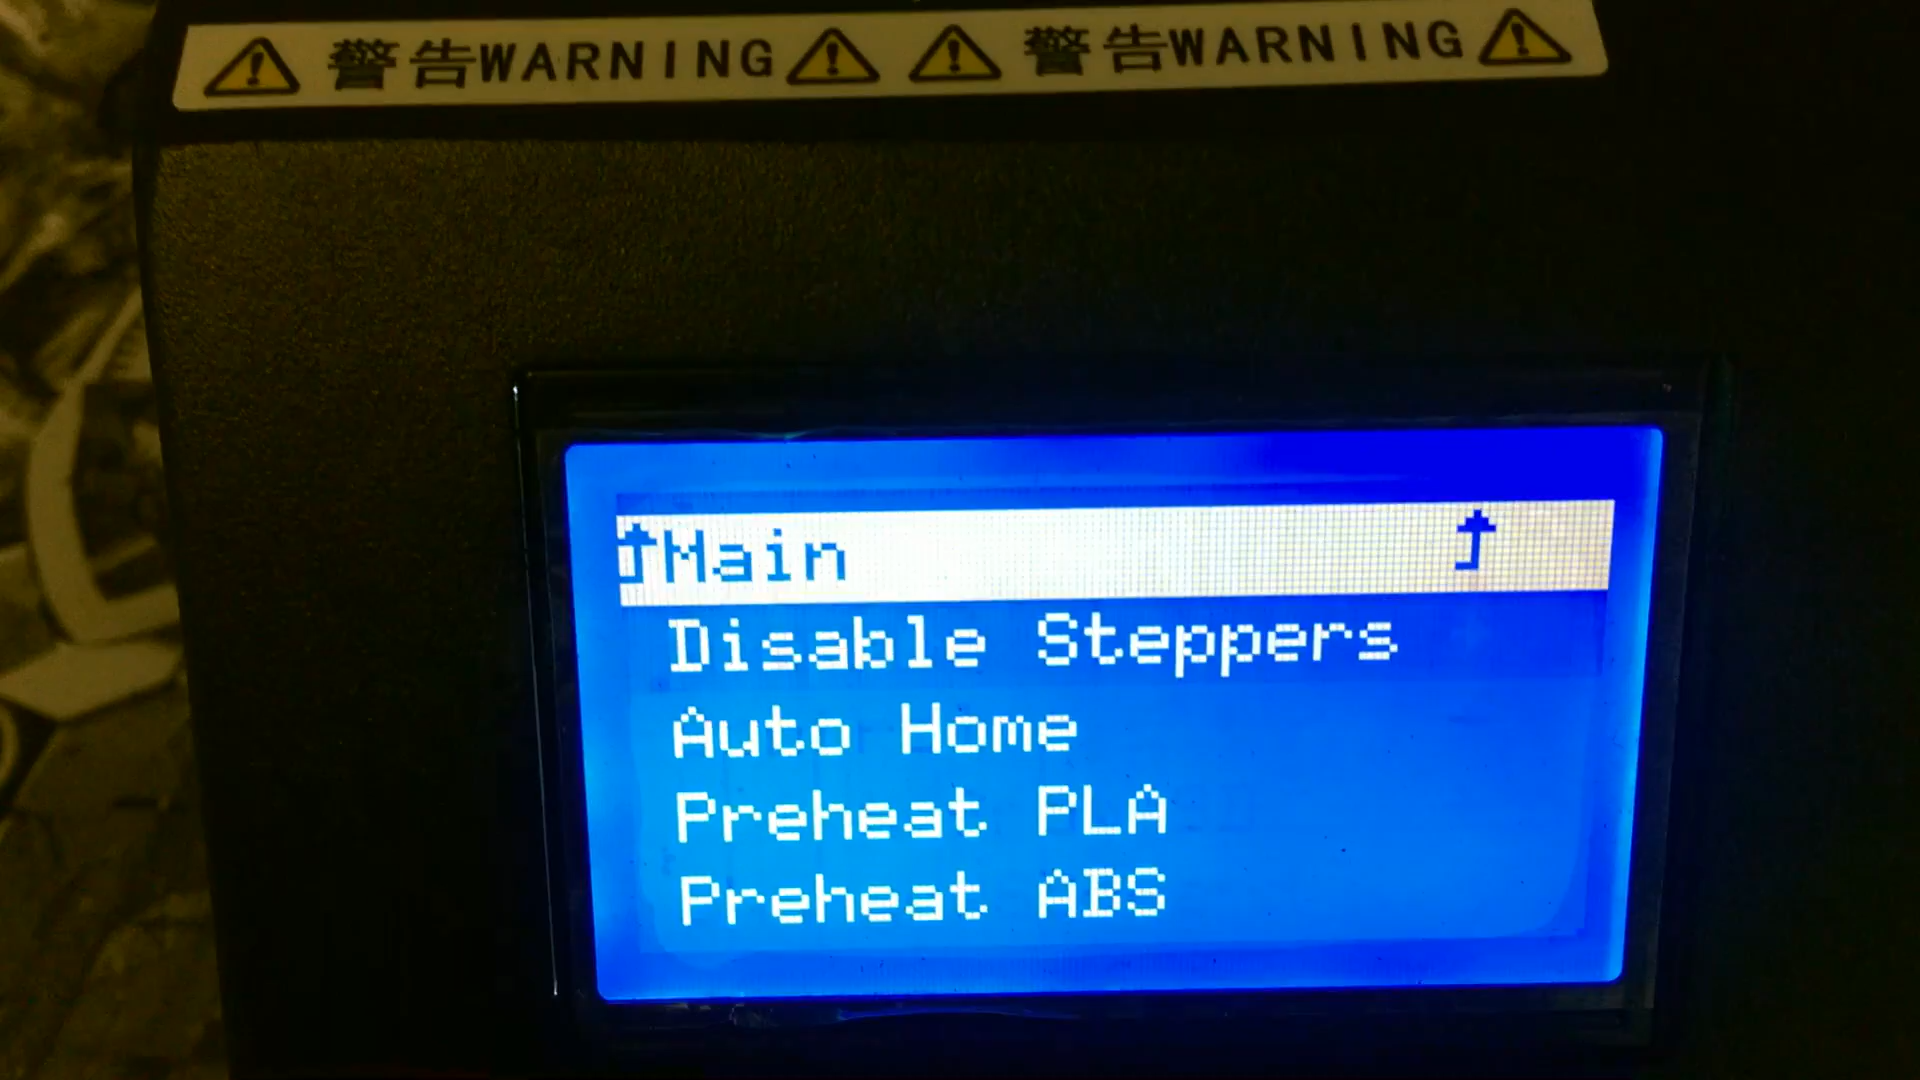 警告WARNING 警告WARNING
Main
Disable Steppers
Auto Home
Preheat PLA
Preheat ABS